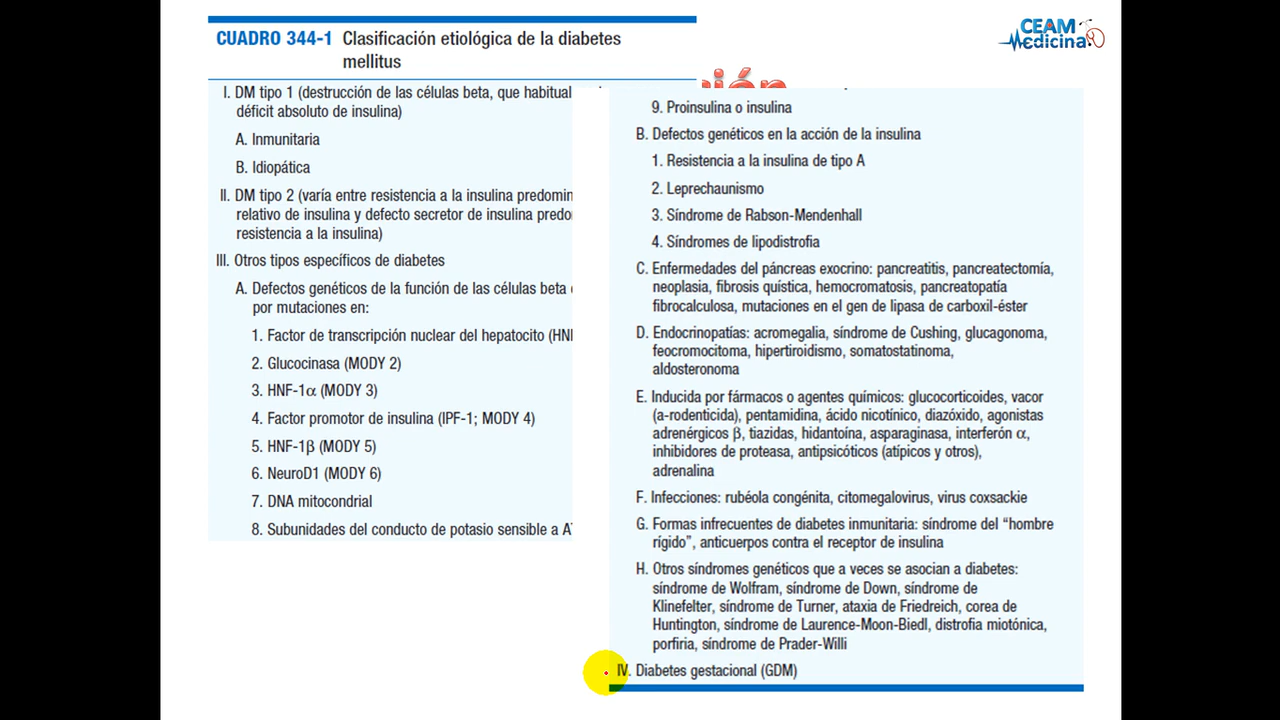 CEAM
Medicina
CUADRO 344-1 Clasificación etiológica de la diabetes
mellitus
I. DM tipo 1 (destrucción de las células beta, que habitual
déficit absoluto de insulina)
A. Inmunitaria
B. Idiopática
II. DM tipo 2 (varía entre resistencia a la insulina predomin
relativo de insulina y defecto secretor de insulina predo
resistencia a la insulina)
III. Otros tipos específicos de diabetes
A. Defectos genéticos de la función de las células beta
por mutaciones en:
1. Factor de transcripción nuclear del hepatocito (HN
2. Glucocinasa (MODY 2)
3. HNF-1α (MODY 3)
4. Factor promotor de insulina (IPF-1; MODY 4)
5. HNF-1β (MODY 5)
6. NeuroD1 (MODY 6)
7. DNA mitocondrial
8. Subunidades del conducto de potasio sensible a A
ión
9. Proinsulina o insulina
B. Defectos genéticos en la acción de la insulina
1. Resistencia a la insulina de tipo A
2. Leprechaunismo
3. Síndrome de Rabson-Mendenhall
4. Síndromes de lipodistrofia
C. Enfermedades del páncreas exocrino: pancreatitis, pancreatectomía,
neoplasia, fibrosis quística, hemocromatosis, pancreatopatía
fibrocalculosa, mutaciones en el gen de lipasa de carboxil-éster
D. Endocrinopatías: acromegalia, síndrome de Cushing, glucagonoma,
feocromocitoma, hipertiroidismo, somatostatinoma,
aldosteronoma
E. Inducida por fármacos o agentes químicos: glucocorticoides, vacor
(a-rodenticida), pentamidina, ácido nicotínico, diazóxido, agonistas
adrenérgicos β, tiazidas, hidantoína, asparaginasa, interferón α,
inhibidores de proteasa, antipsicóticos (atípicos y otros),
adrenalina
F. Infecciones: rubéola congénita, citomegalovirus, virus coxsackie
G. Formas infrecuentes de diabetes inmunitaria: síndrome del “hombre
rígido”, anticuerpos contra el receptor de insulina
H. Otros síndromes genéticos que a veces se asocian a diabetes:
síndrome de Wolfram, síndrome de Down, síndrome de
Klinefelter, síndrome de Turner, ataxia de Friedreich, corea de
Huntington, síndrome de Laurence-Moon-Biedl, distrofia miotónica,
porfiria, síndrome de Prader-Willi
IV. Diabetes gestacional (GDM)